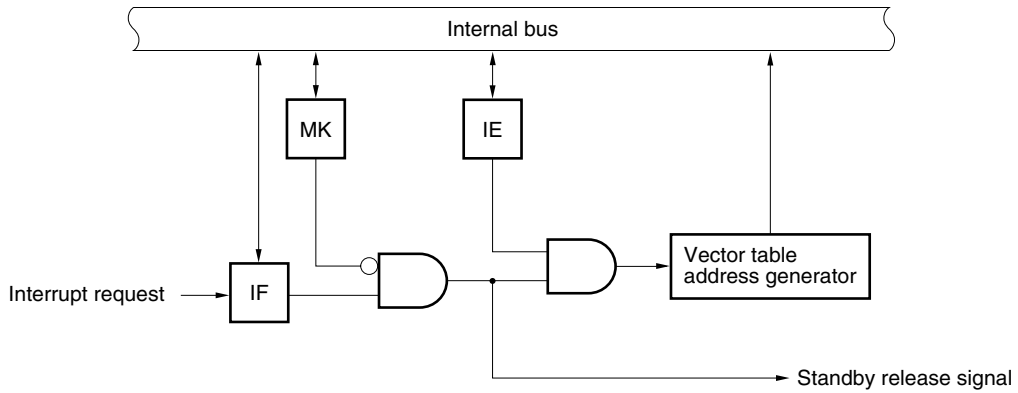 Internal bus
MK
IE
Interrupt request
IF
Vector table
address generator
Standby release signal